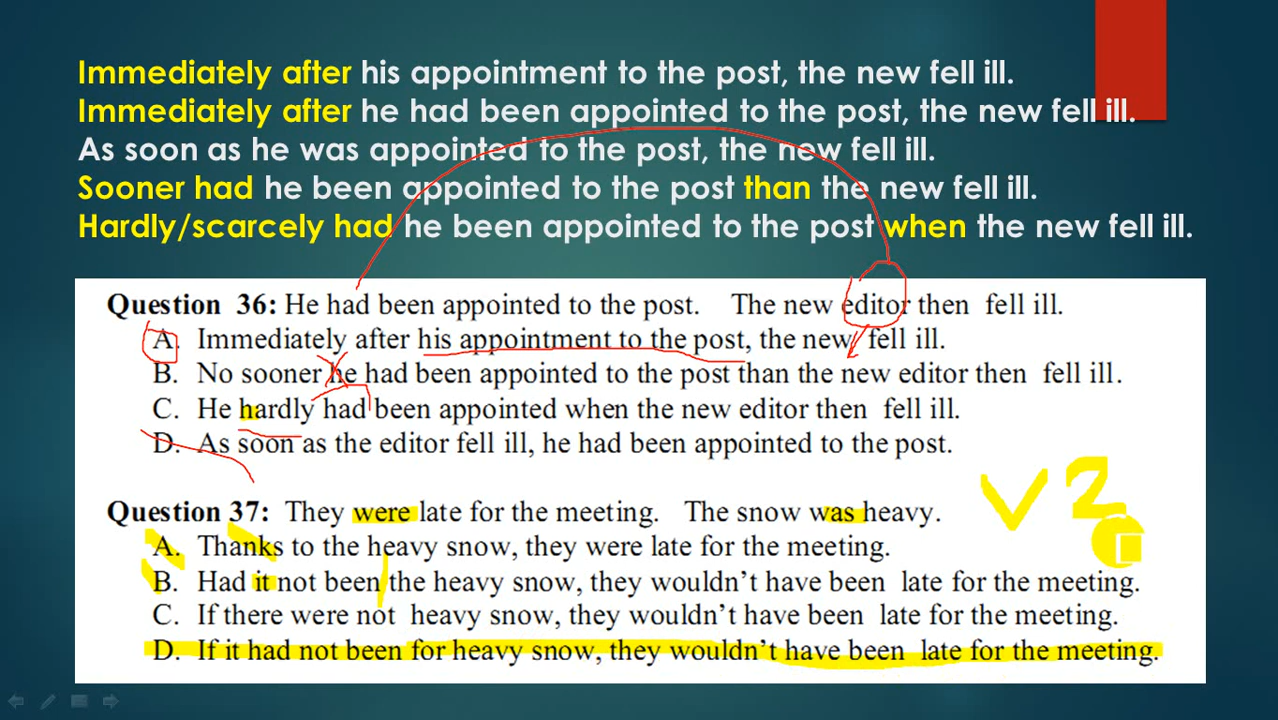 Immediately after his appointment to the post, the new fell ill.
Immediately after he had been appointed to the post, the new fell ill.
As soon as he was appointed to the post, the new fell ill.
Sooner had he been appointed to the post than the new fell ill.
Hardly/scarcely had he been appointed to the post when the new fell ill.
Question 36: He had been appointed to the post. The new editor then fell ill.
A. Immediately after his appointment to the post, the new fell ill.
B. No sooner he had been appointed to the post than the new editor then fell ill.
C. He hardly had been appointed when the new editor then fell ill.
D. As soon as the editor fell ill, he had been appointed to the post.
Question 37: They were late for the meeting. The snow was heavy.
V2
A. Thanks to the heavy snow, they were late for the meeting.
B. Had it not been the heavy snow, they wouldn't have been late for the meeting.
C. If there were not heavy snow, they wouldn't have been late for the meeting.
D. If it had not been for heavy snow, they wouldn't have been late for the meeting.